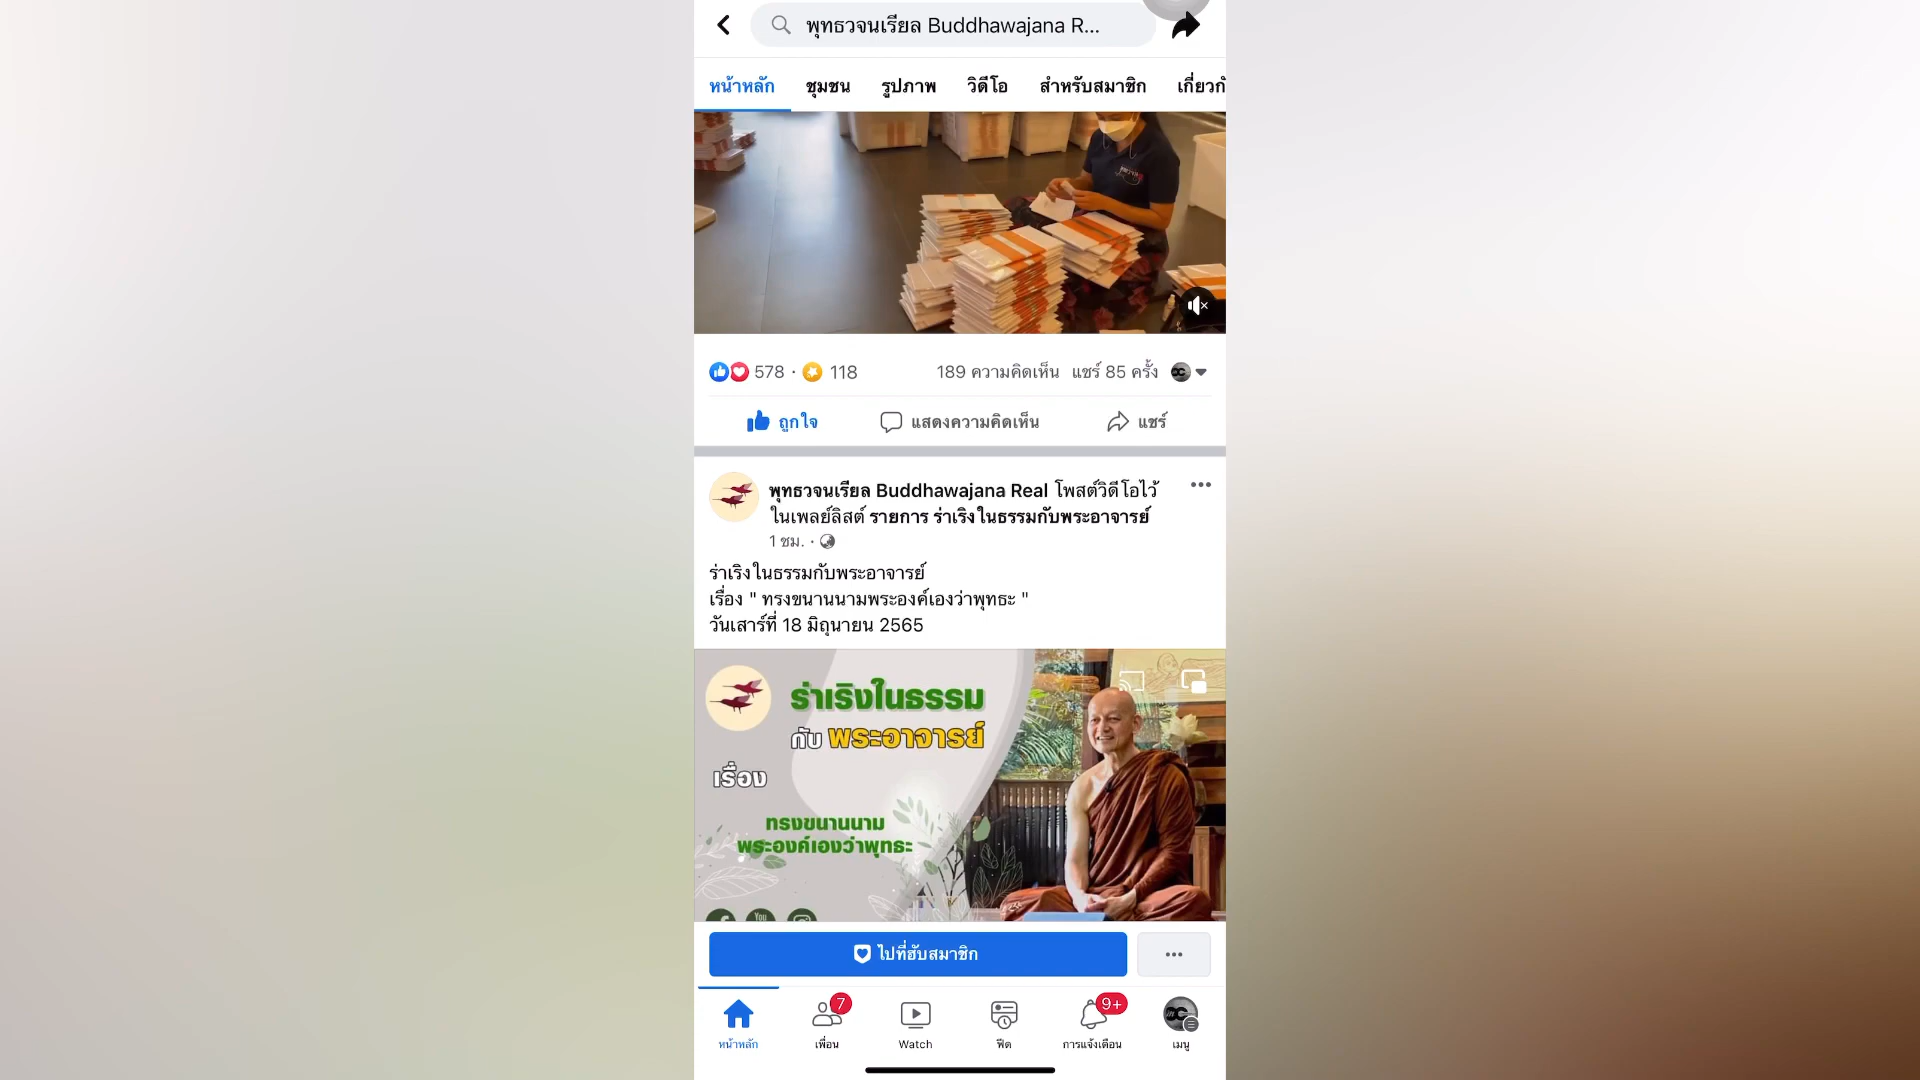 พุทธวจนเรียล Buddhawajana R...
หน้าหลัก ชุมชน รูปภาพ วิดีโอ สำหรับสมาชิก เกี่ยวกั
578 · 118 189 ความคิดเห็น แชร์ 85 ครั้ง
ถูกใจ แสดงความคิดเห็น แชร์
พุทธวจนเรียล Buddhawajana Real โพสต์วิดีโอไว้
ในเพลย์ลิสต์ รายการ ร่าเริงในธรรมกับพระอาจารย์
1 ชม. ·
ร่าเริงในธรรมกับพระอาจารย์
เรื่อง " ทรงขนานนามพระองค์เองว่าพุทธะ "
วันเสาร์ที่ 18 มิถุนายน 2565
ร่าเริงในธรรม
กับ พระอาจารย์
เรื่อง
ทรงขนานนาม
พระองค์เองว่าพุทธะ
You
ไปที่ฮับสมาชิก
7 9+
หน้าหลัก เพื่อน Watch ฟีด การแจ้งเตือน เมนู